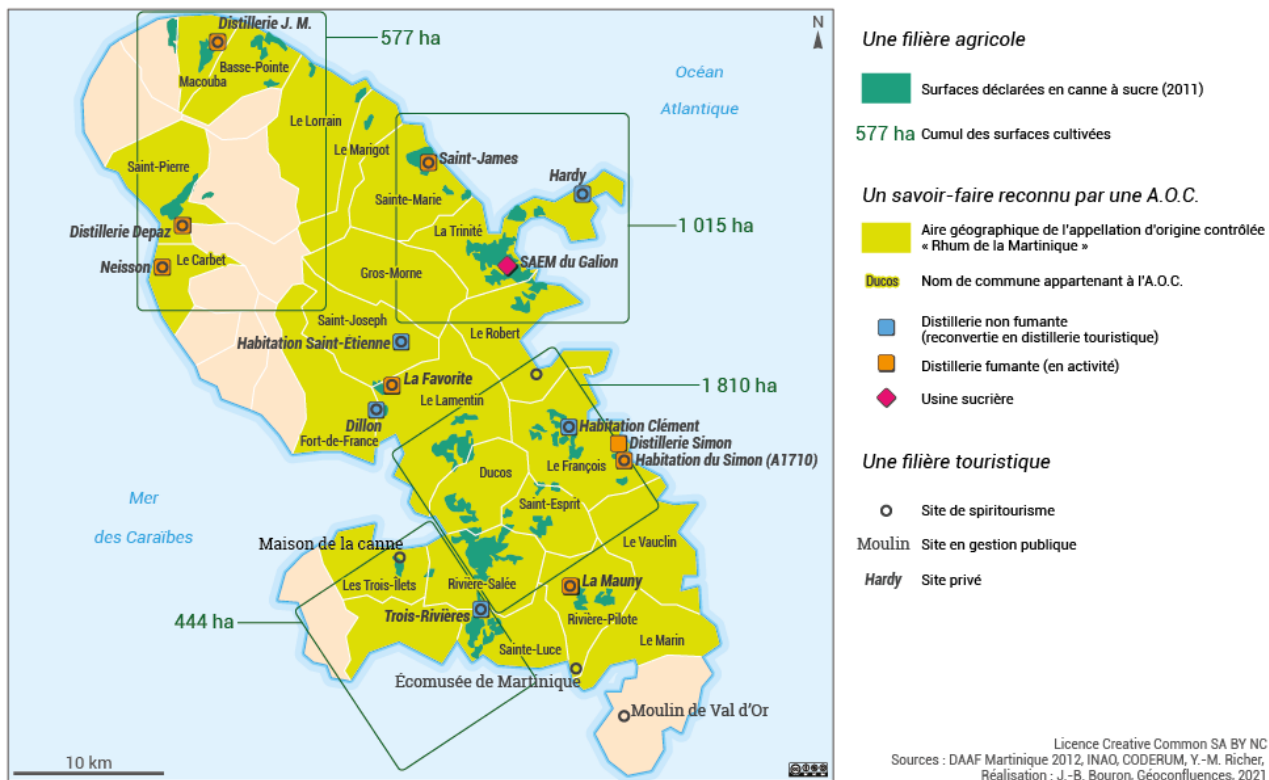 Distillerie J. M.
577 ha
N
Basse-Pointe
Macouba
Océan
Atlantique
Le Lorrain
Le Marigot
Saint-Pierre
Saint-James
Hardy
Sainte-Marie
La Trinité
1 015 ha
Distillerie Depaz
Le Carbet
Neisson
SAEM du Galion
Gros-Morne
Saint-Joseph
Le Robert
Habitation Saint-Étienne
La Favorite
1 810 ha
Le Lamentin
Dillon
Fort-de-France
Habitation Clément
Distillerie Simon
Habitation du Simon (A1710)
Le François
Ducos
Saint-Esprit
Mer
des Caraïbes
Maison de la canne
Le Vauclin
Les Trois-Îlets
Rivière-Salée
La Mauny
444 ha
Trois-Rivières
Rivière-Pilote
Sainte-Luce
Le Marin
Écomusée de Martinique
Moulin de Val d'Or
10 km
Une filière agricole
Surfaces déclarées en canne à sucre (2011)
577 ha Cumul des surfaces cultivées
Un savoir-faire reconnu par une A.O.C.
Aire géographique de l'appellation d'origine contrôlée
« Rhum de la Martinique »
Ducos Nom de commune appartenant à l'A.O.C.
Distillerie non fumante
(reconvertie en distillerie touristique)
Distillerie fumante (en activité)
Usine sucrière
Une filière touristique
Site de spiritourisme
Moulin Site en gestion publique
Hardy Site privé
Licence Creative Common SA BY NC
Sources : DAAF Martinique 2012, INAO, CODERUM, Y.-M. Richer,
Réalisation : J.-B. Bouron, Géoconfluences, 2021